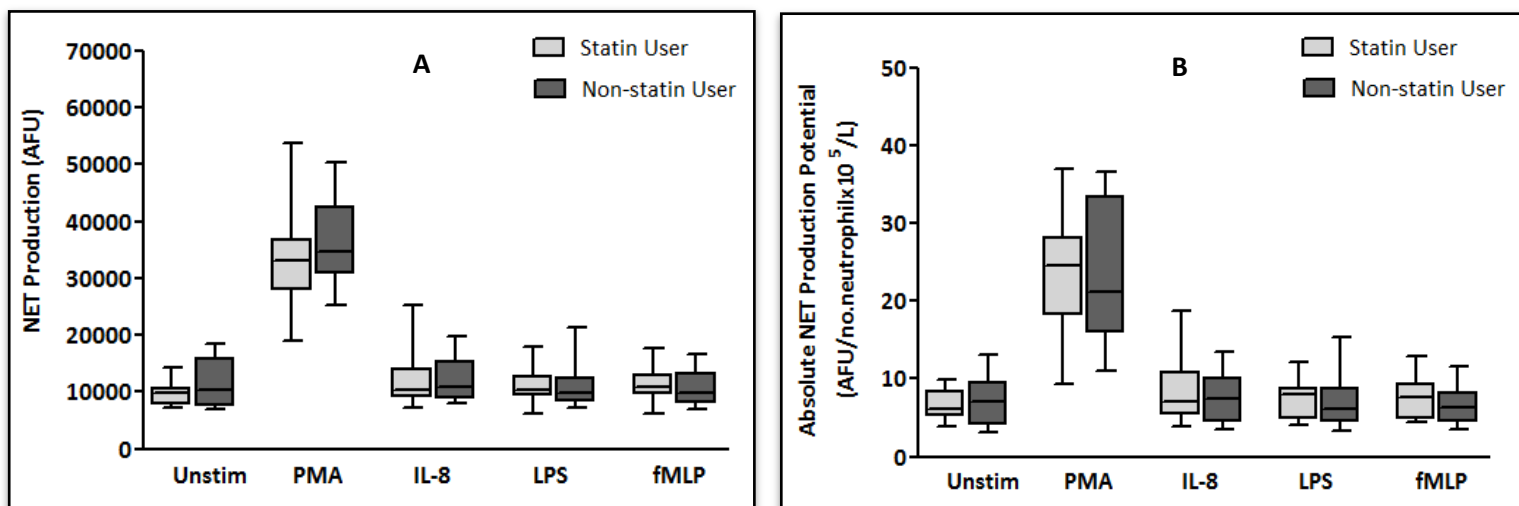 A
Statin User
Non-statin User
NET Production (AFU)
70000
60000
50000
40000
30000
20000
10000
0
Unstim PMA IL-8 LPS fMLP
B
Statin User
Non-statin User
Absolute NET Production Potential
(AFU/no.neutrophilx10 5/L)
50
40
30
20
10
0
Unstim PMA IL-8 LPS fMLP